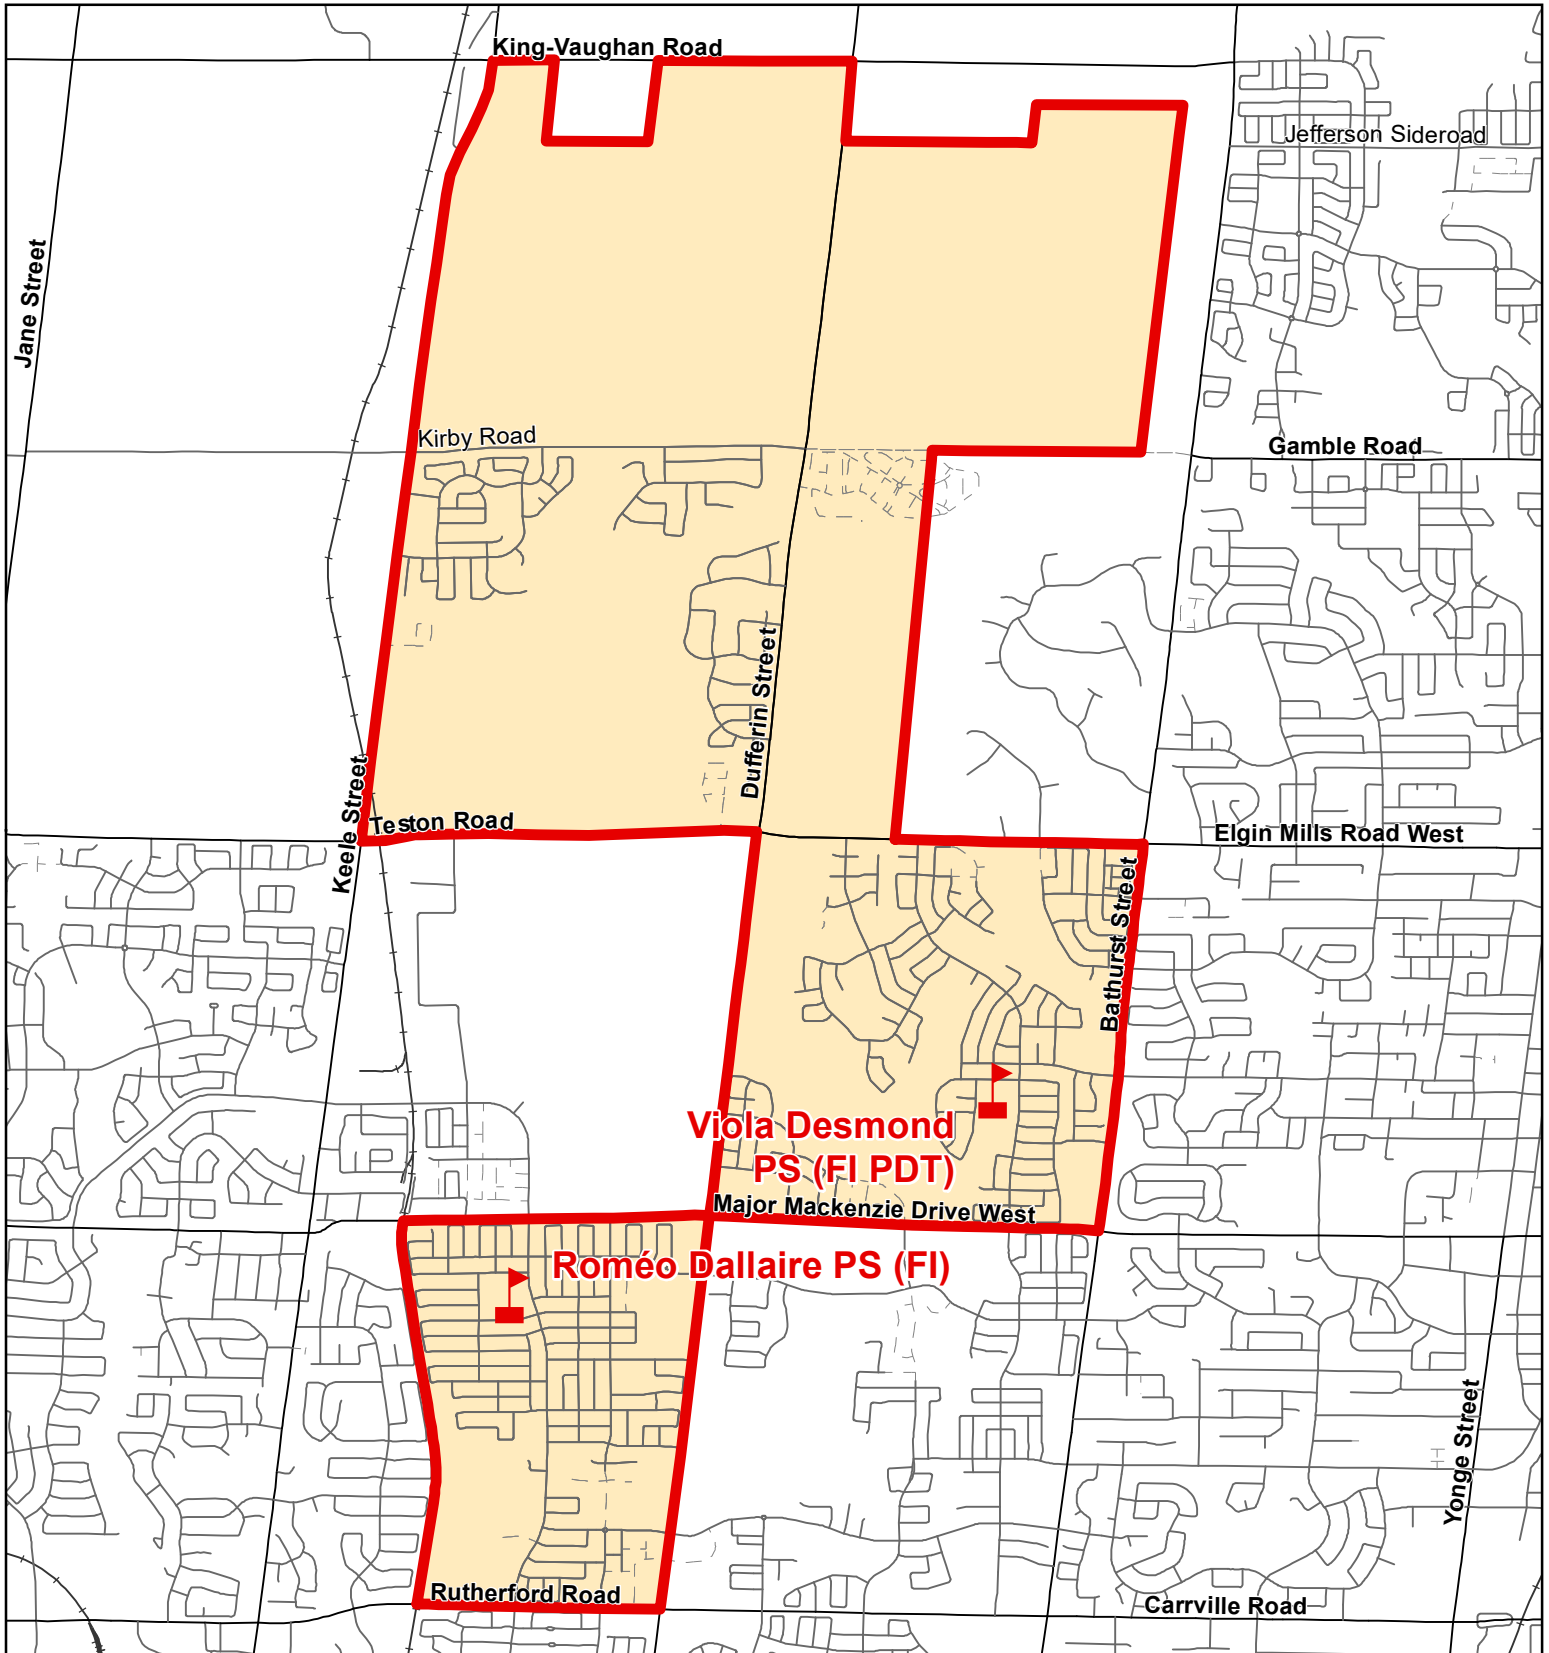 King-Vaughan Road
Jefferson Sideroad
Jane Street
Kirby Road
Gamble Road
Dufferin Street
Keele Street
Teston Road
Elgin Mills Road West
Bathurst Street
Viola Desmond
PS (FI PDT)
Major Mackenzie Drive West
Roméo Dallaire PS (FI)
Yonge Street
Rutherford Road
Carrville Road